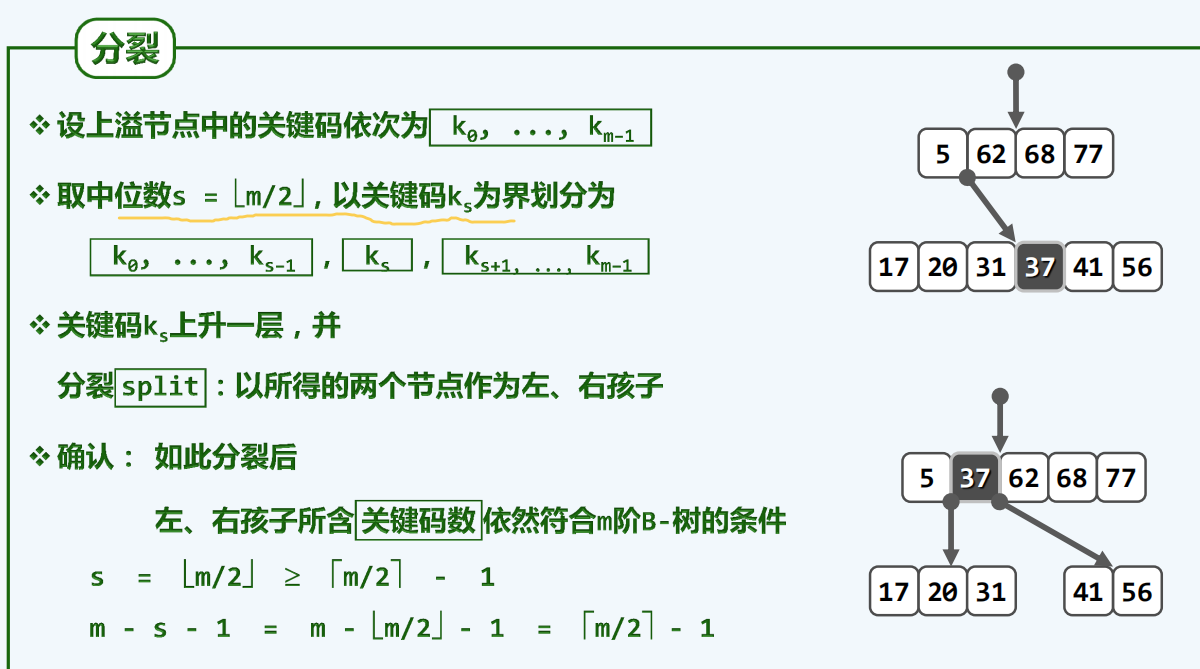 分裂
❖ 设上溢节点中的关键码依次为 k0, ..., km-1
❖ 取中位数s = ⌊m/2⌋, 以关键码ks为界划分为
k0, ..., ks-1 , ks , ks+1, ..., km-1
❖ 关键码ks上升一层，并
分裂 split ：以所得的两个节点作为左、右孩子
❖ 确认： 如此分裂后
左、右孩子所含 关键码数 依然符合m阶B-树的条件
s = ⌊m/2⌋ ≥ ⌈m/2⌉ - 1
m - s - 1 = m - ⌊m/2⌋ - 1 = ⌈m/2⌉ - 1
5 62 68 77
17 20 31 37 41 56
5 37 62 68 77
17 20 31 41 56